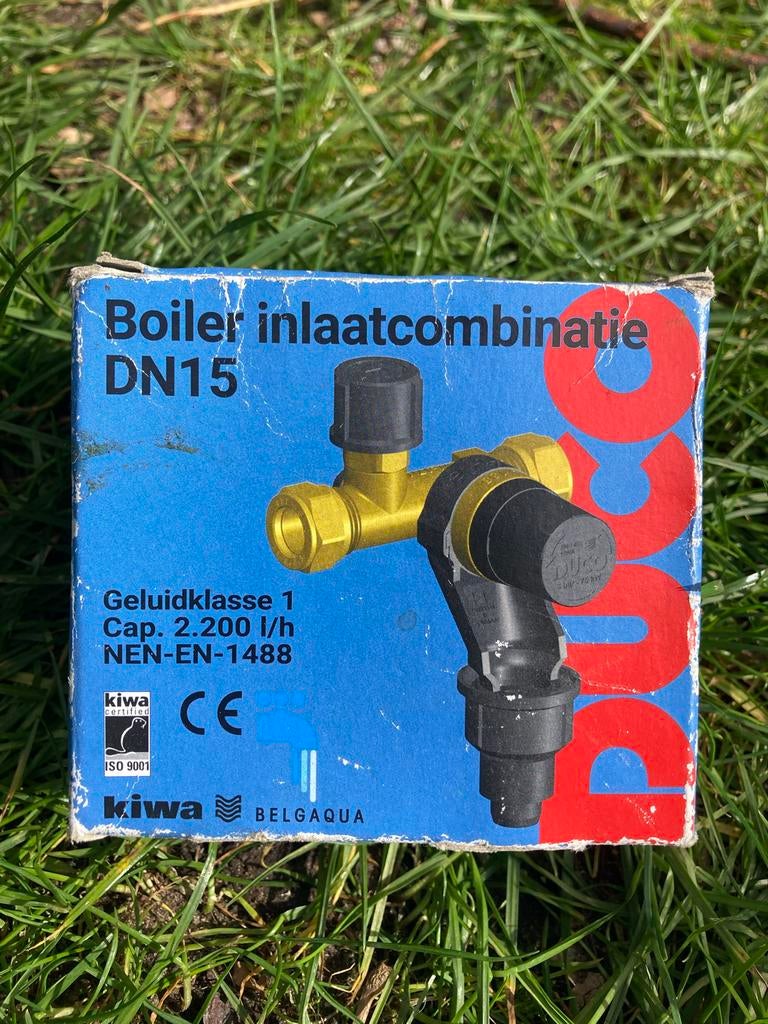 Boiler inlaatcombinatie
DN15
DUCO
DUCO
Geluidklasse 1
Cap. 2.200 l/h
NEN-EN-1488
kiwa
certified
ISO 9001
CE
kiwa
BELGAQUA